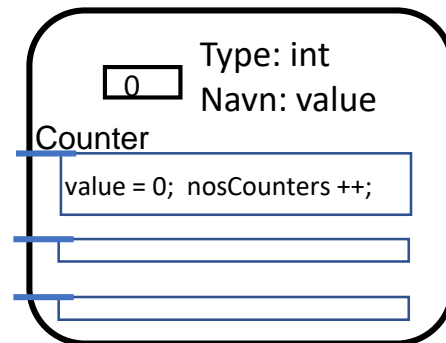 Type: int
0
Navn: value
Counter
value = 0;  nosCounters ++;